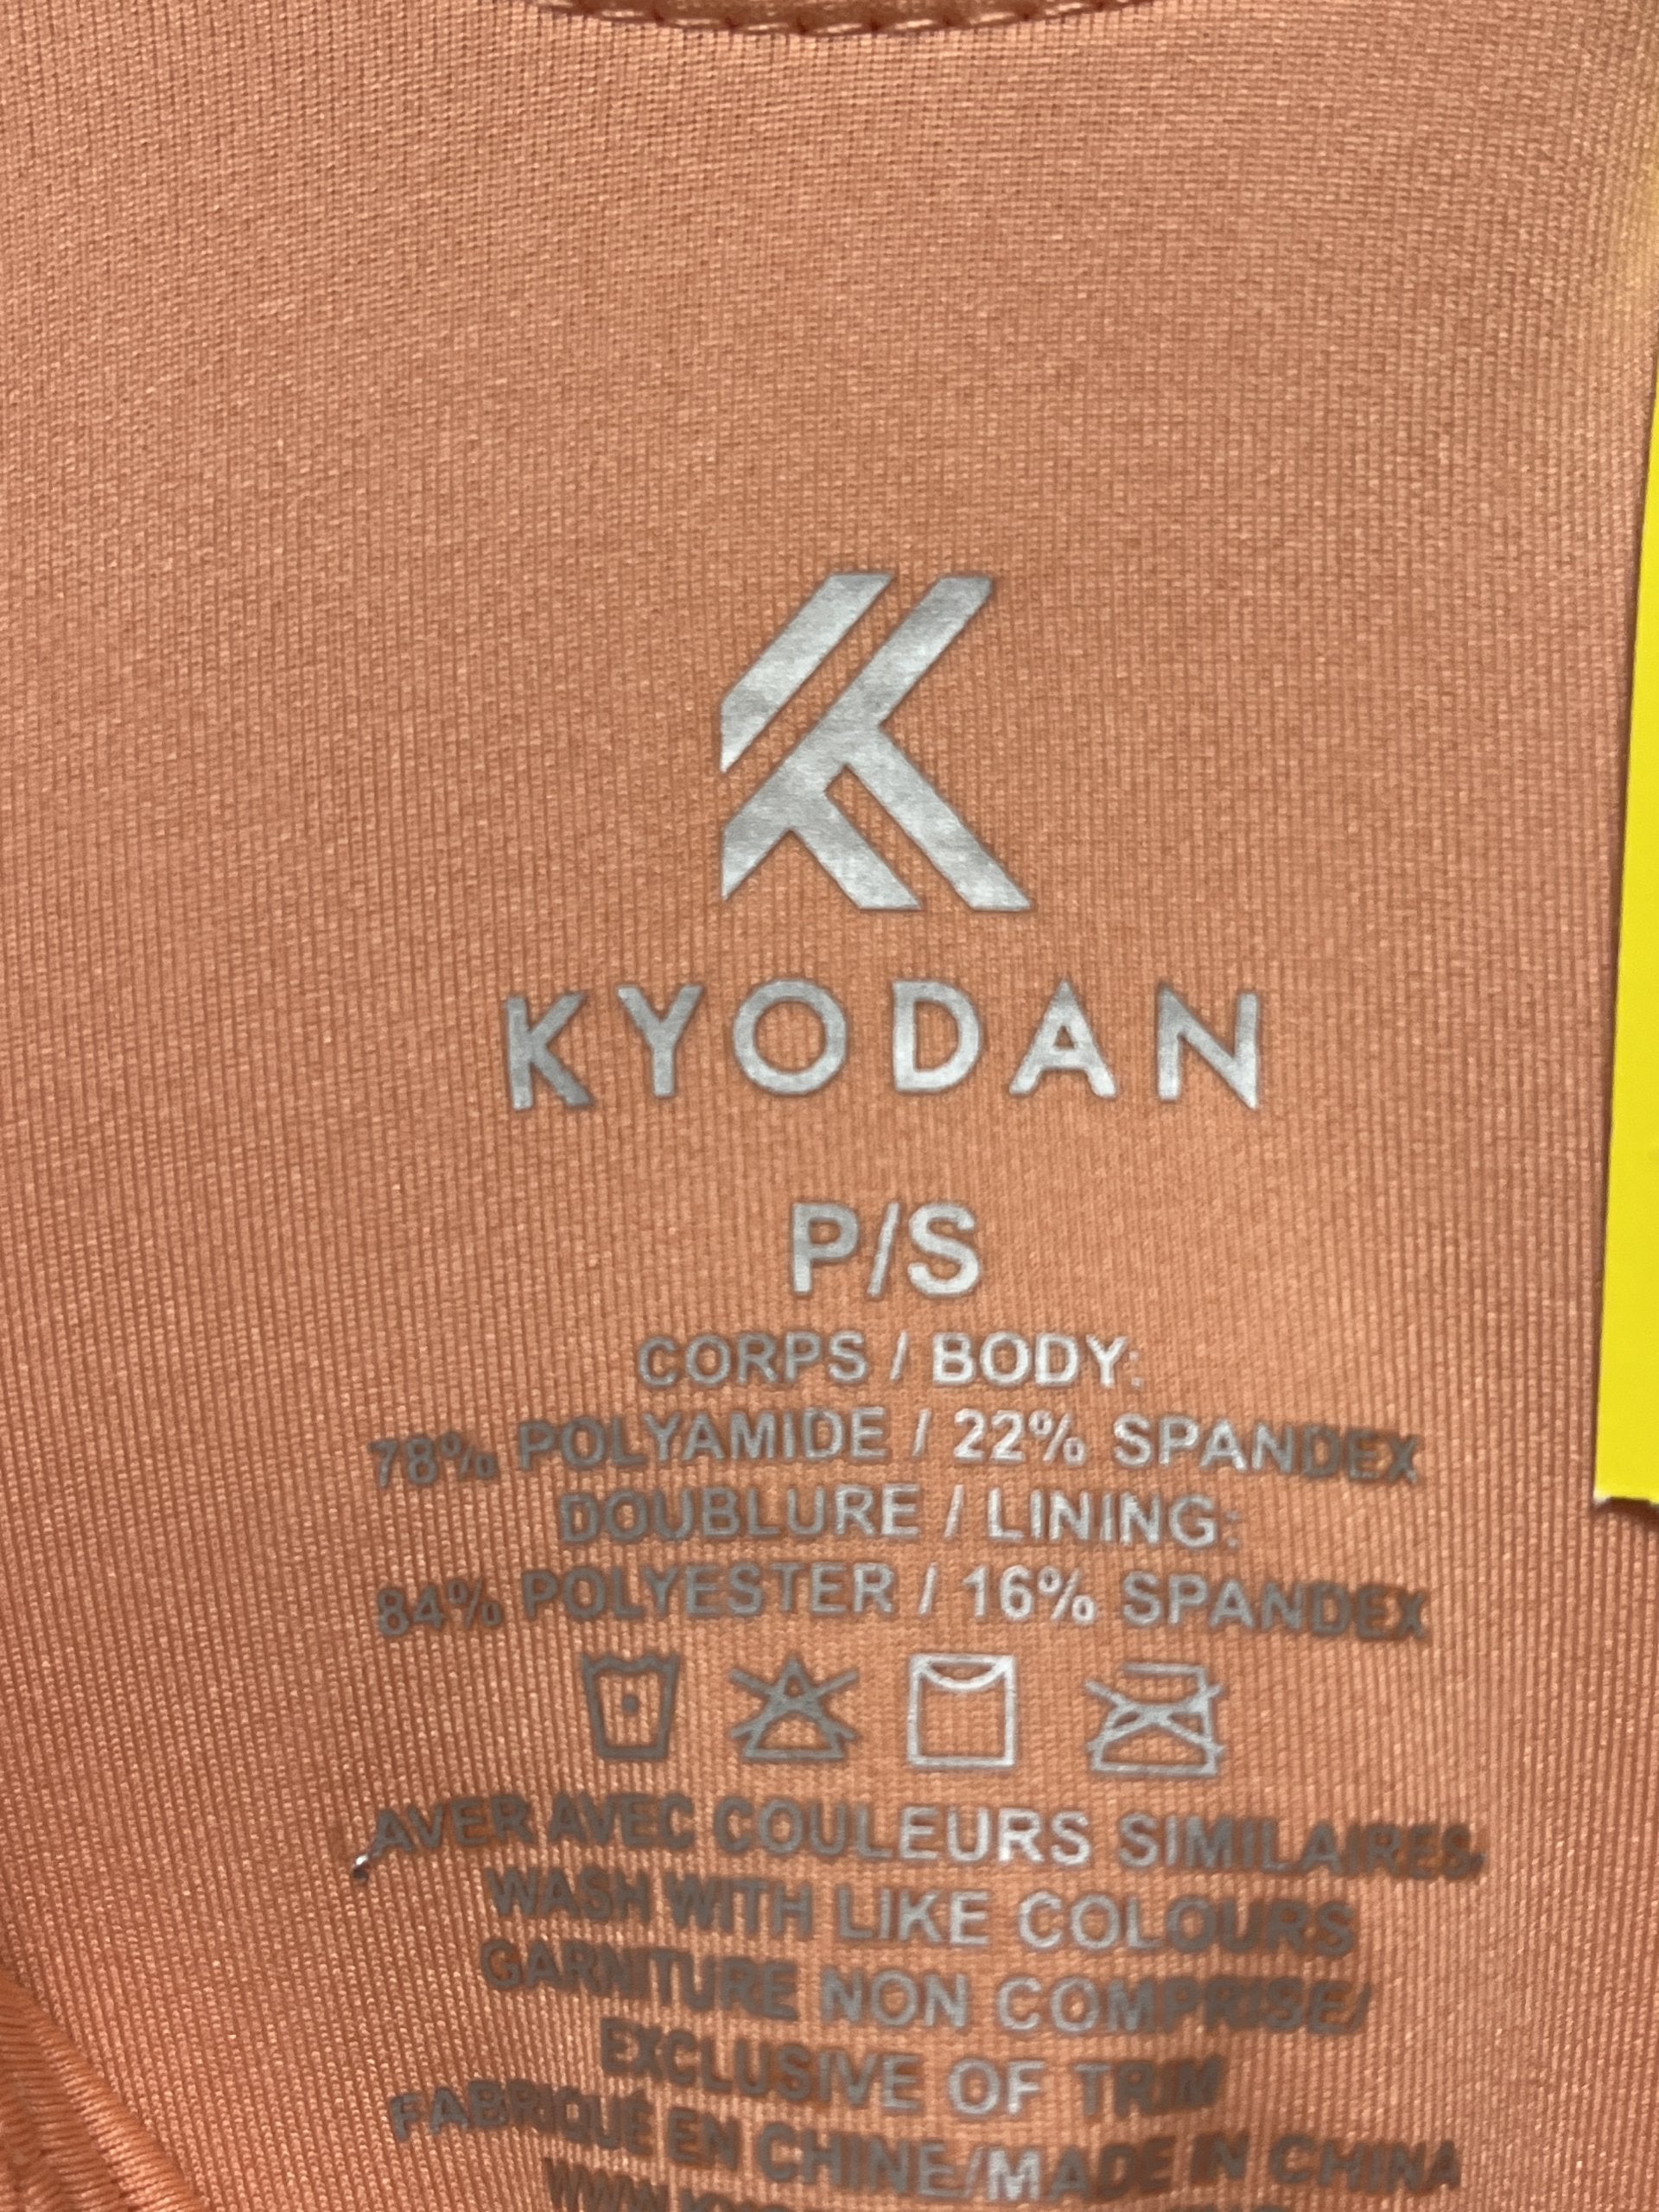 KYODAN
P/S
CORPS / BODY:
78% POLYAMIDE / 22% SPANDEX
DOUBLURE / LINING:
84% POLYESTER / 16% SPANDEX
AVER AVEC COULEURS SIMILAIRES/
WASH WITH LIKE COLOURS
GARNITURE NON COMPRISE/
EXCLUSIVE OF TRIM
FABRIQUÉ EN CHINE/MADE IN CHINA